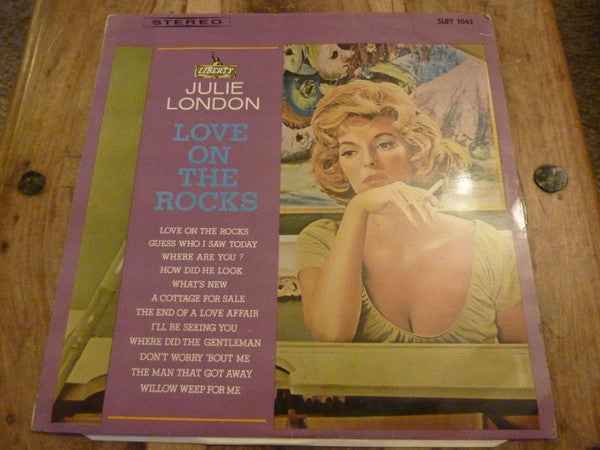 STEREO
SLBY 1042
LIBERTY
JULIE
LONDON
LOVE
ON
THE
ROCKS
LOVE ON THE ROCKS
GUESS WHO I SAW TODAY
WHERE ARE YOU ?
HOW DID HE LOOK
WHAT'S NEW
A COTTAGE FOR SALE
THE END OF A LOVE AFFAIR
I'LL BE SEEING YOU
WHERE DID THE GENTLEMAN
DON'T WORRY 'BOUT ME
THE MAN THAT GOT AWAY
WILLOW WEEP FOR ME